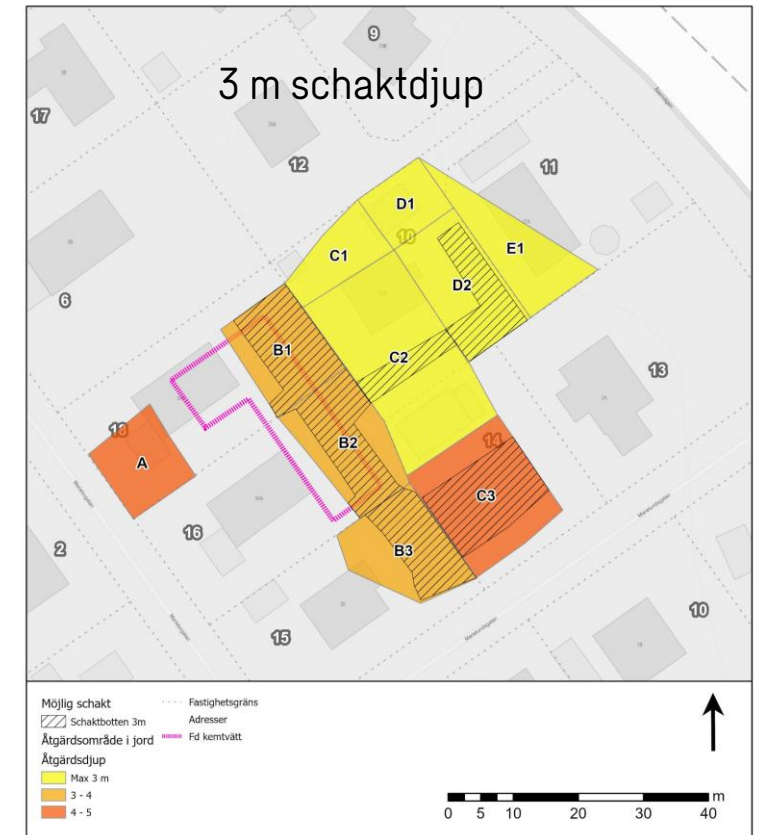 3 m schaktdjup
9
17
12
11
D1
10
C1
E1
D2
6
B1
C2
13
18
A
B2
14
C3
16
2
B3
10
15
Möjlig schakt
Schaktbotten 3m
Åtgärdsområde i jord
Åtgärdsdjup
Max 3 m
3 - 4
4 - 5
Fastighetsgräns
Adresser
Fd kemtvätt
m
0 5 10 20 30 40